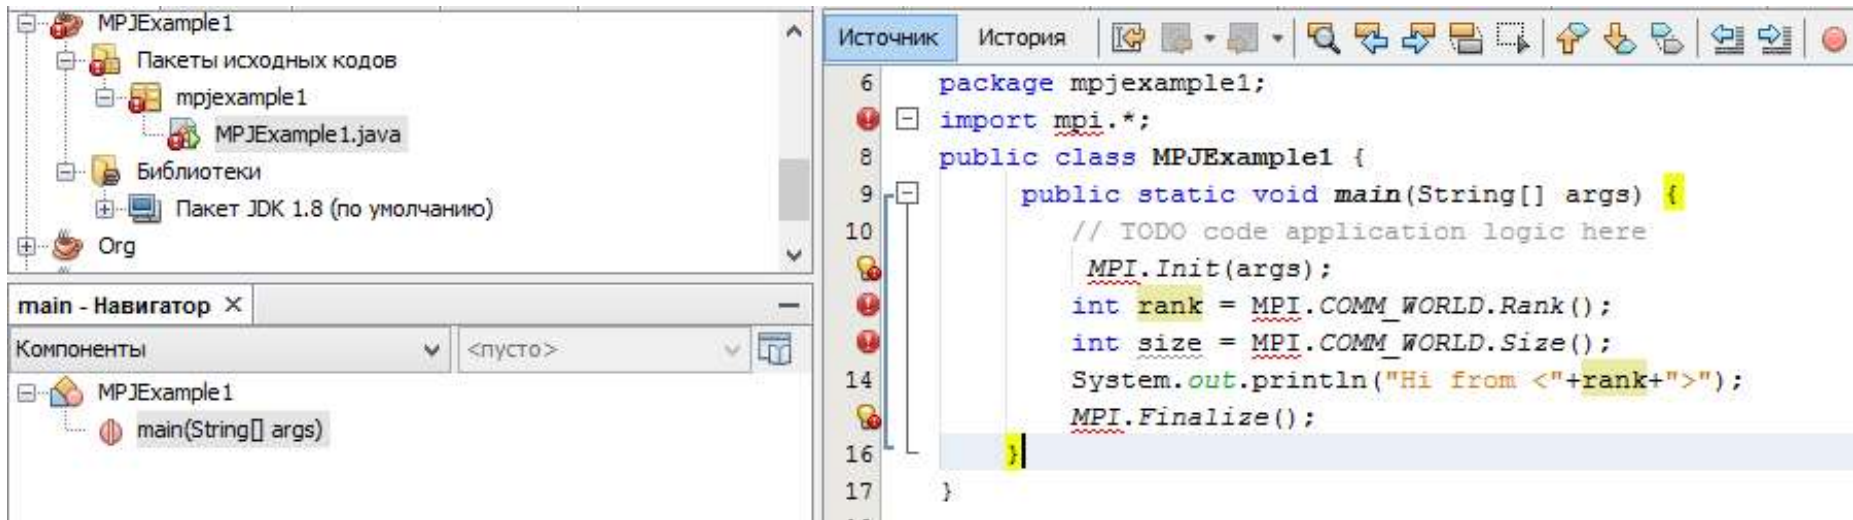 MPJExample1
Пакеты исходных кодов
mpjexample1
MPJExample1.java
Библиотеки
Пакет JDK 1.8 (по умолчанию)
Org
main - Навигатор
Компоненты
<пусто>
MPJExample1
main(String[] args)
Источник История
6 package mpjexample1;
import mpi.*;
8 public class MPJExample1 {
9 public static void main(String[] args) {
10 // TODO code application logic here
MPI.Init(args);
int rank = MPI.COMM_WORLD.Rank();
int size = MPI.COMM_WORLD.Size();
14 System.out.println("Hi from <"+rank+">");
MPI.Finalize();
16 }
17 }